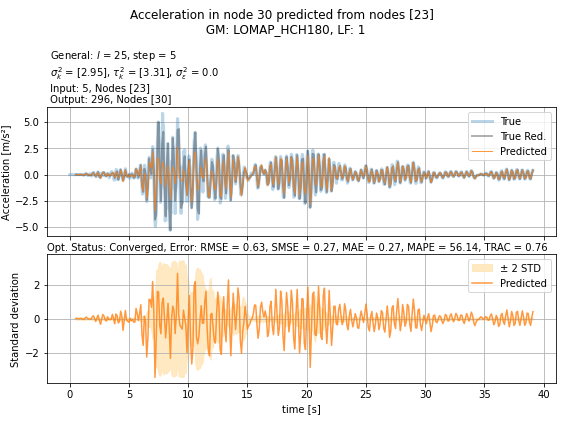 Acceleration in node 30 predicted from nodes [23]
GM: LOMAP_HCH180, LF: 1
General: l = 25, step = 5
σ²ₖ = [2.95], τ²ₖ = [3.31], σ²ε = 0.0
Input: 5, Nodes [23]
Output: 296, Nodes [30]
Acceleration [m/s²]
5.0
2.5
0.0
−2.5
−5.0
True
True Red.
Predicted
Opt. Status: Converged, Error: RMSE = 0.63, SMSE = 0.27, MAE = 0.27, MAPE = 56.14, TRAC = 0.76
Standard deviation
2
0
−2
± 2 STD
Predicted
0 5 10 15 20 25 30 35 40
time [s]